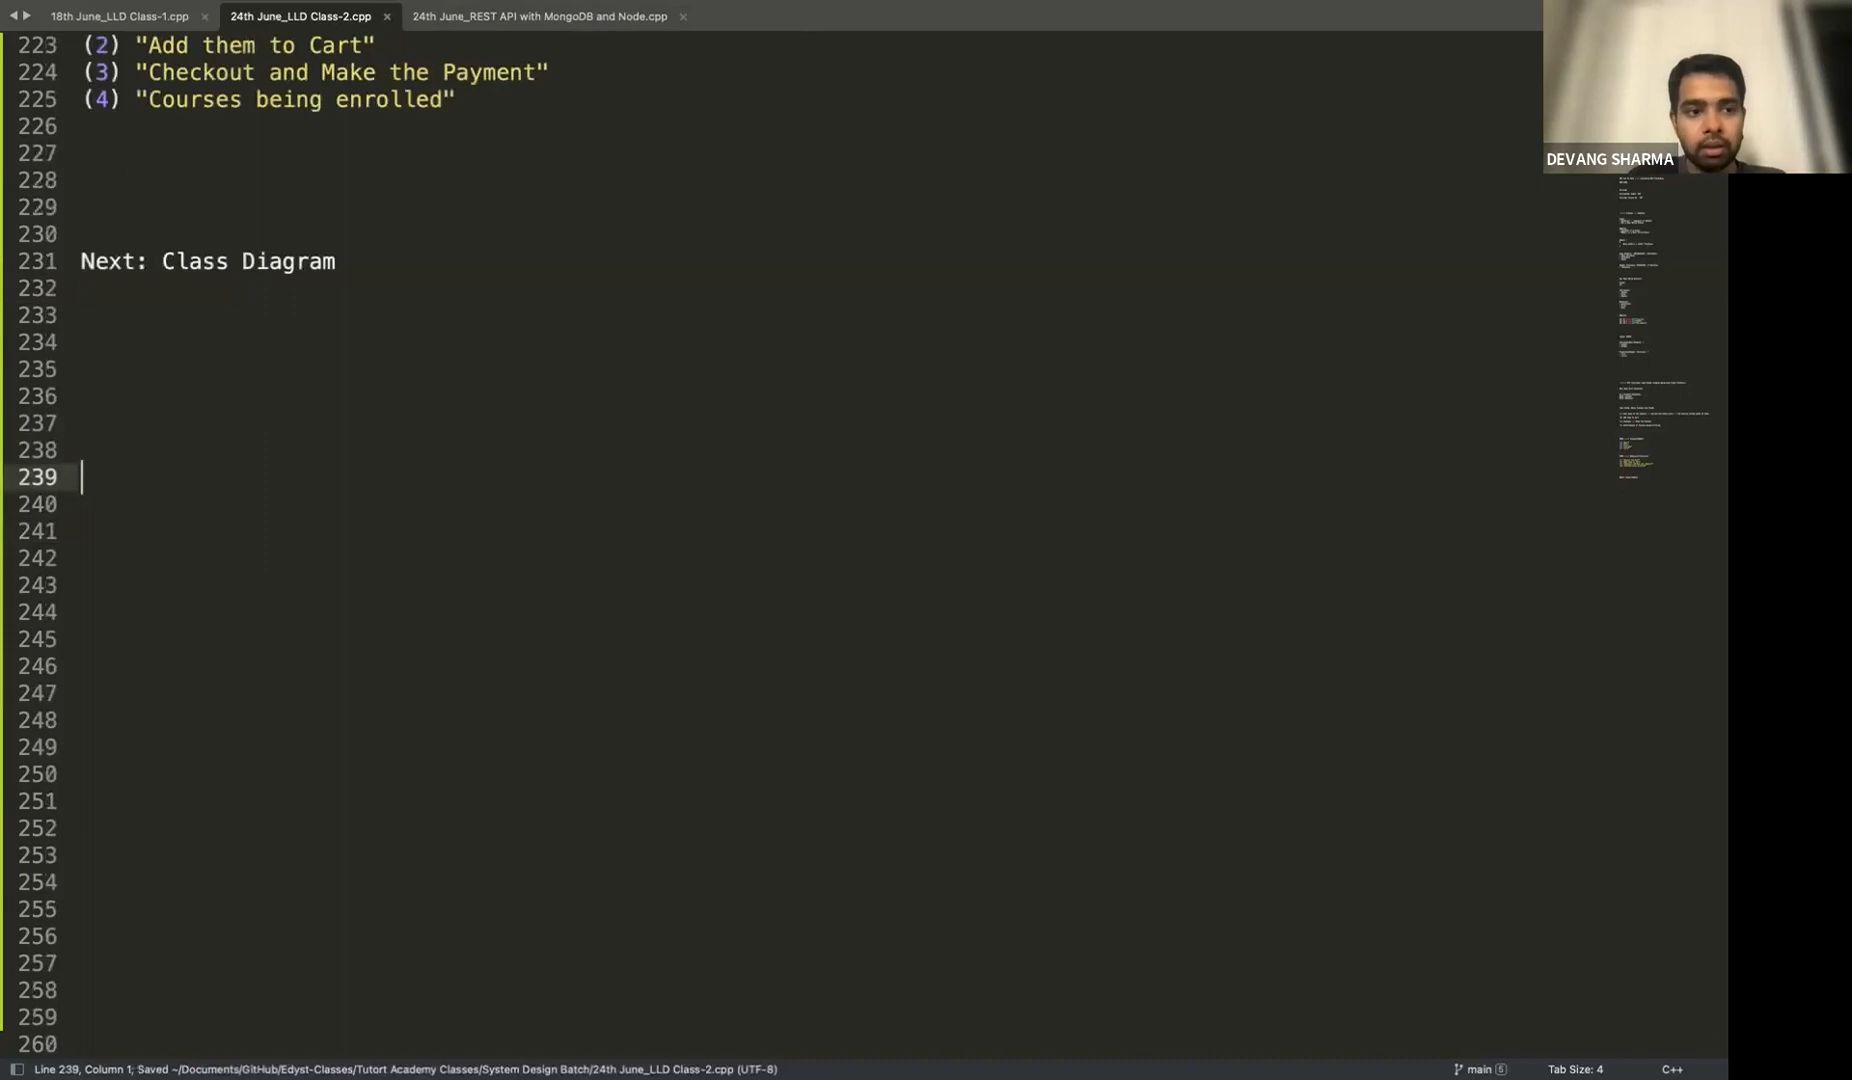 18th June_LLD Class-1.cpp
24th June_LLD Class-2.cpp
24th June_REST API with MongoDB and Node.cpp
223 (2) "Add them to Cart"
224 (3) "Checkout and Make the Payment"
225 (4) "Courses being enrolled"
226
227
228
229
230
231 Next: Class Diagram
232
233
234
235
236
237
238
239
240
241
242
243
244
245
246
247
248
249
250
251
252
253
254
255
256
257
258
259
260
DEVANG SHARMA
Line 239, Column 1; Saved ~/Documents/GitHub/Edyst-Classes/Tutort Academy Classes/System Design Batch/24th June_LLD Class-2.cpp (UTF-8)
main 5
Tab Size: 4
C++